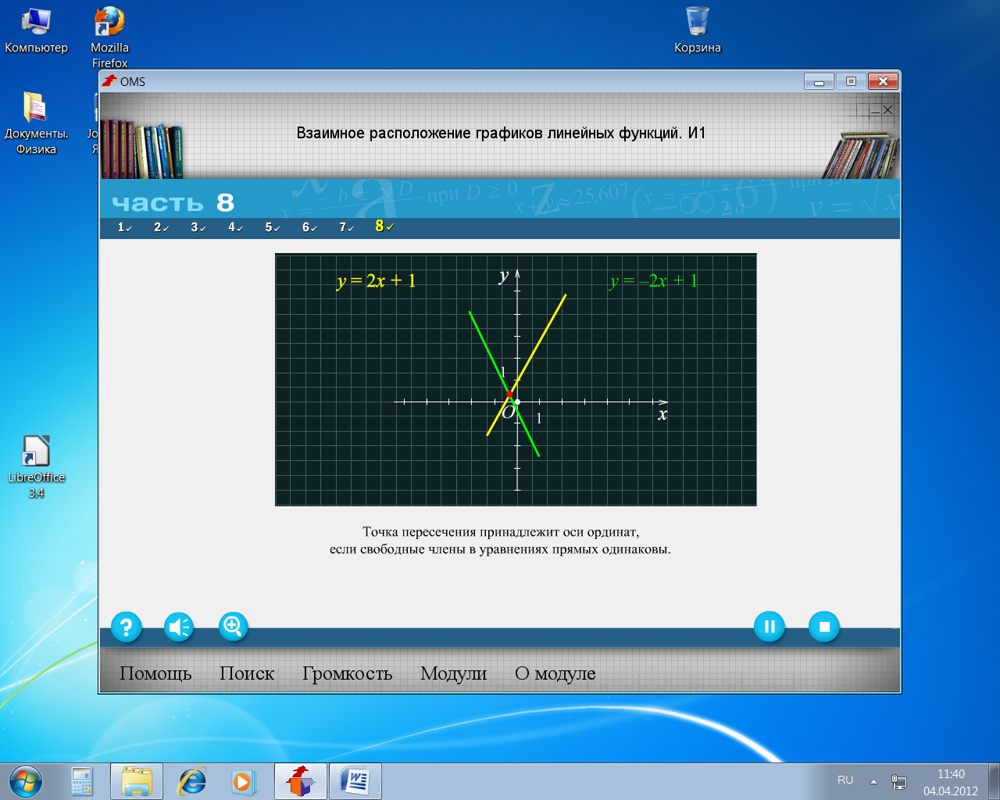 Компьютер
Mozilla
Firefox
Корзина
Документы.
Физика
LibreOffice
3.4
OMS
Взаимное расположение графиков линейных функций. И1
часть 8
1 2 3 4 5 6 7 8
y = 2x + 1
y
y = –2x + 1
1
O
1
x
Точка пересечения принадлежит оси ординат,
если свободные члены в уравнениях прямых одинаковы.
Помощь Поиск Громкость Модули О модуле
RU
11:40
04.04.2012